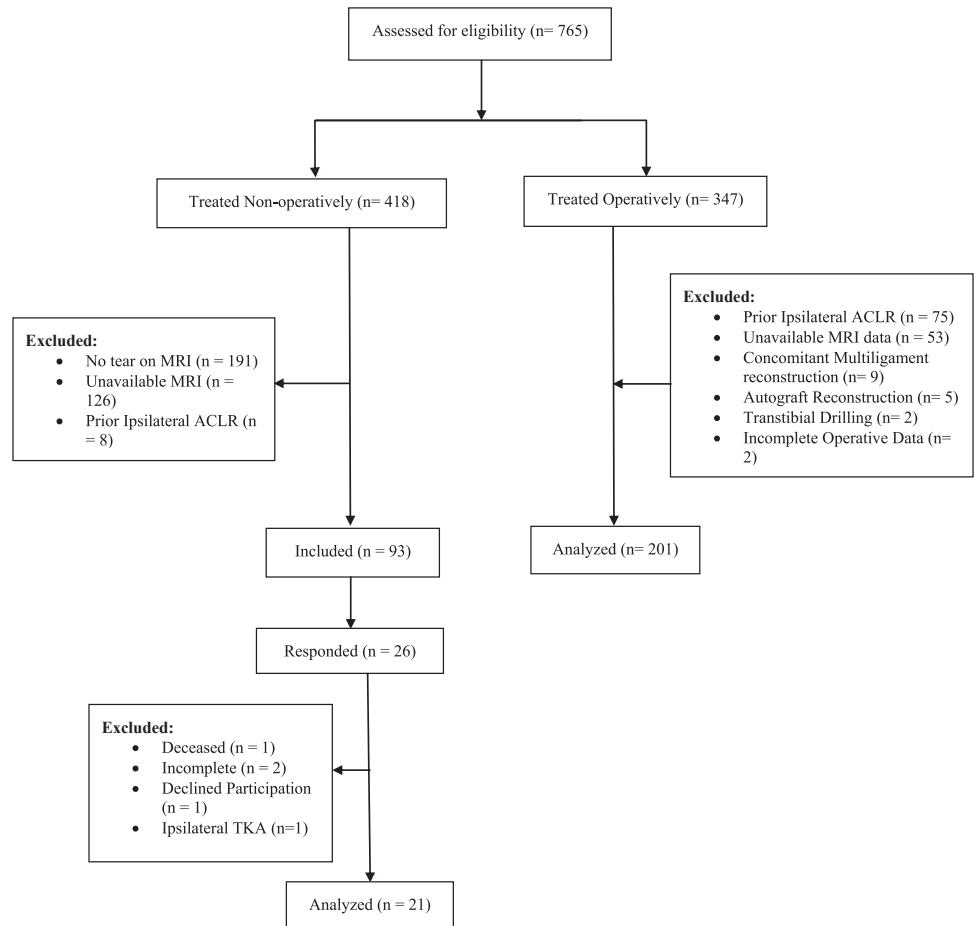 Assessed for eligibility (n= 765)
Treated Non-operatively (n= 418)
Treated Operatively (n= 347)
Excluded:
• No tear on MRI (n = 191)
• Unavailable MRI (n =
126)
• Prior Ipsilateral ACLR (n
= 8)
Excluded:
• Prior Ipsilateral ACLR (n = 75)
• Unavailable MRI data (n = 53)
• Concomitant Multiligament
reconstruction (n= 9)
• Autograft Reconstruction (n= 5)
• Transtibial Drilling (n= 2)
• Incomplete Operative Data (n=
2)
Included (n = 93)
Analyzed (n= 201)
Responded (n = 26)
Excluded:
• Deceased (n = 1)
• Incomplete (n = 2)
• Declined Participation
(n = 1)
• Ipsilateral TKA (n=1)
Analyzed (n = 21)